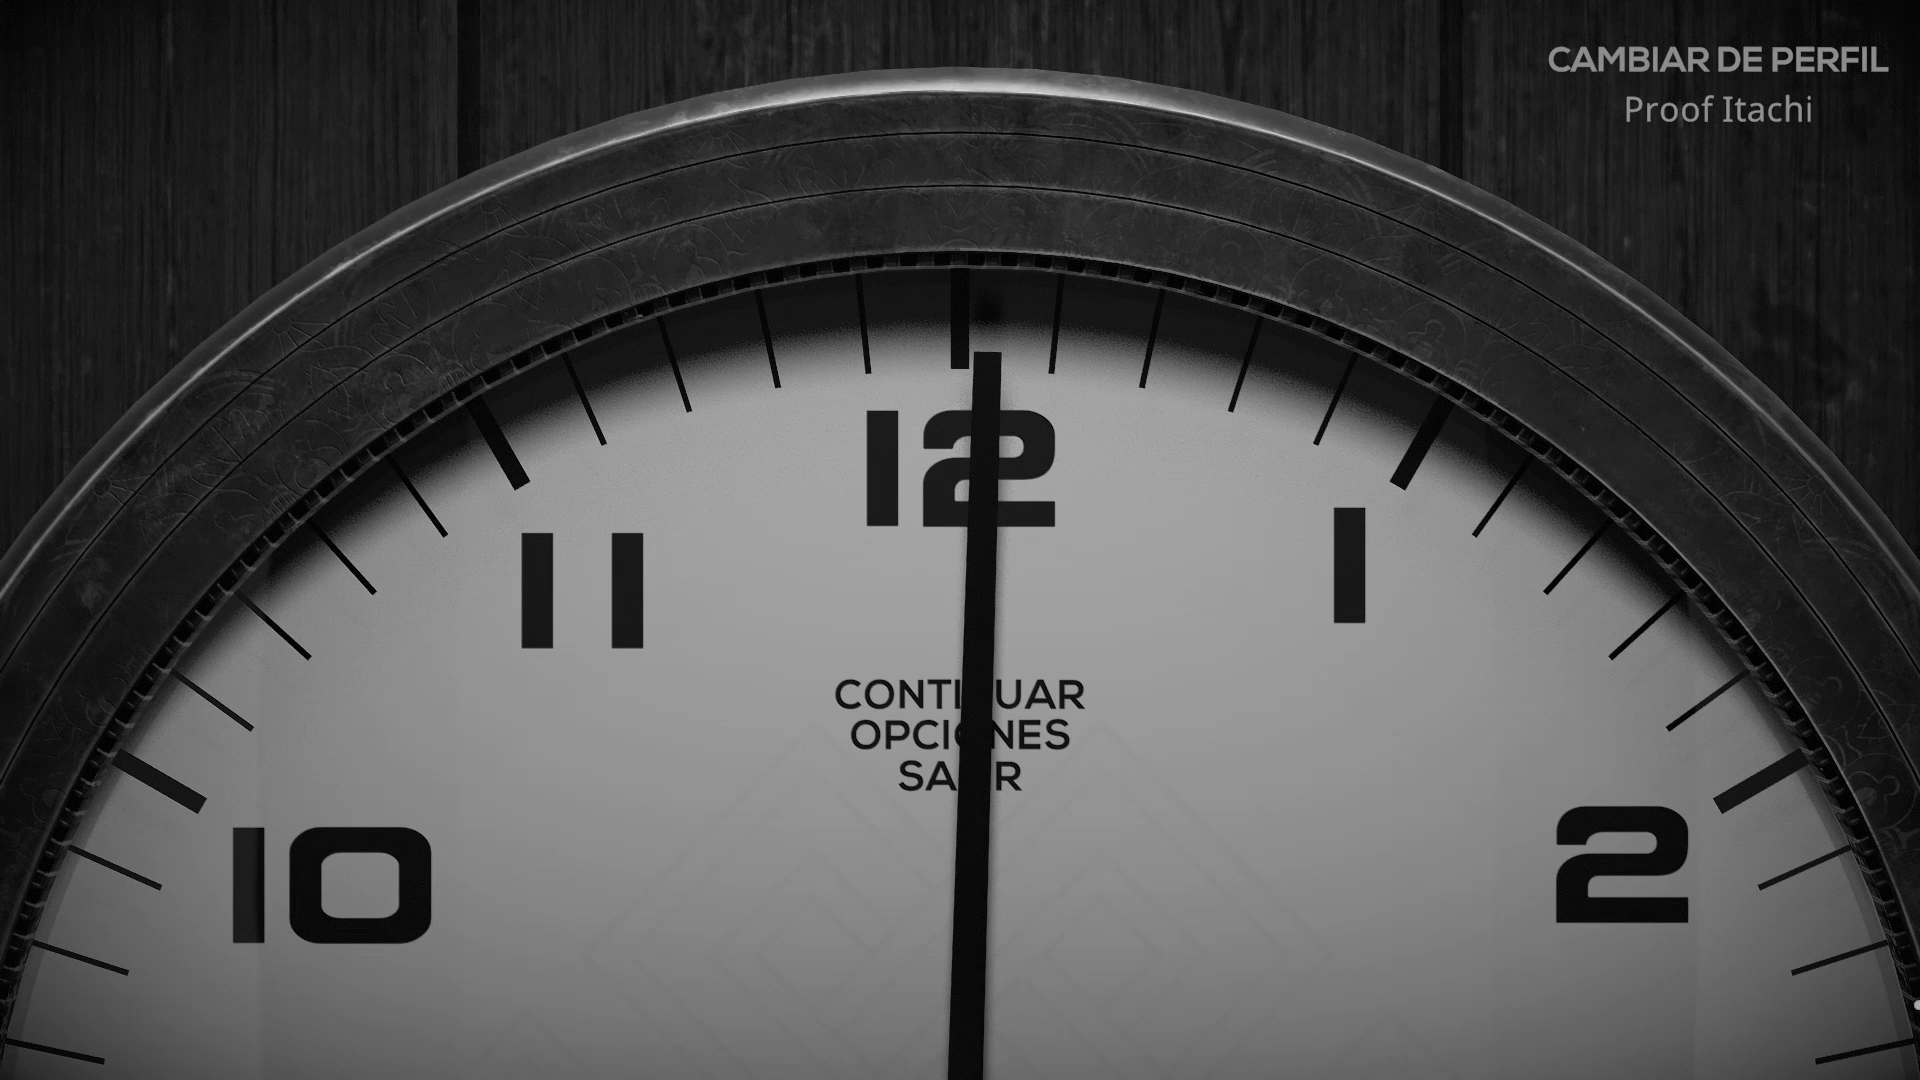 CAMBIAR DE PERFIL
Proof Itachi
12
11
1
CONTINUAR
OPCIONES
SALIR
10
2